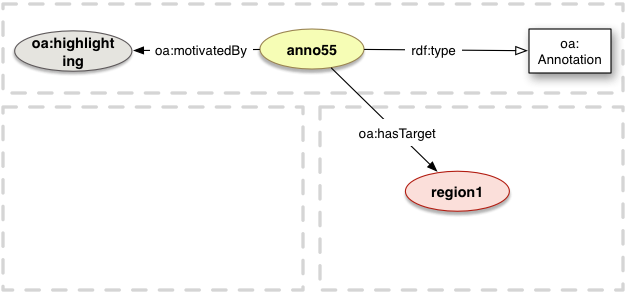 oa:highlight
ing
oa:motivatedBy
anno55
rdf:type
oa:
Annotation
oa:hasTarget
region1